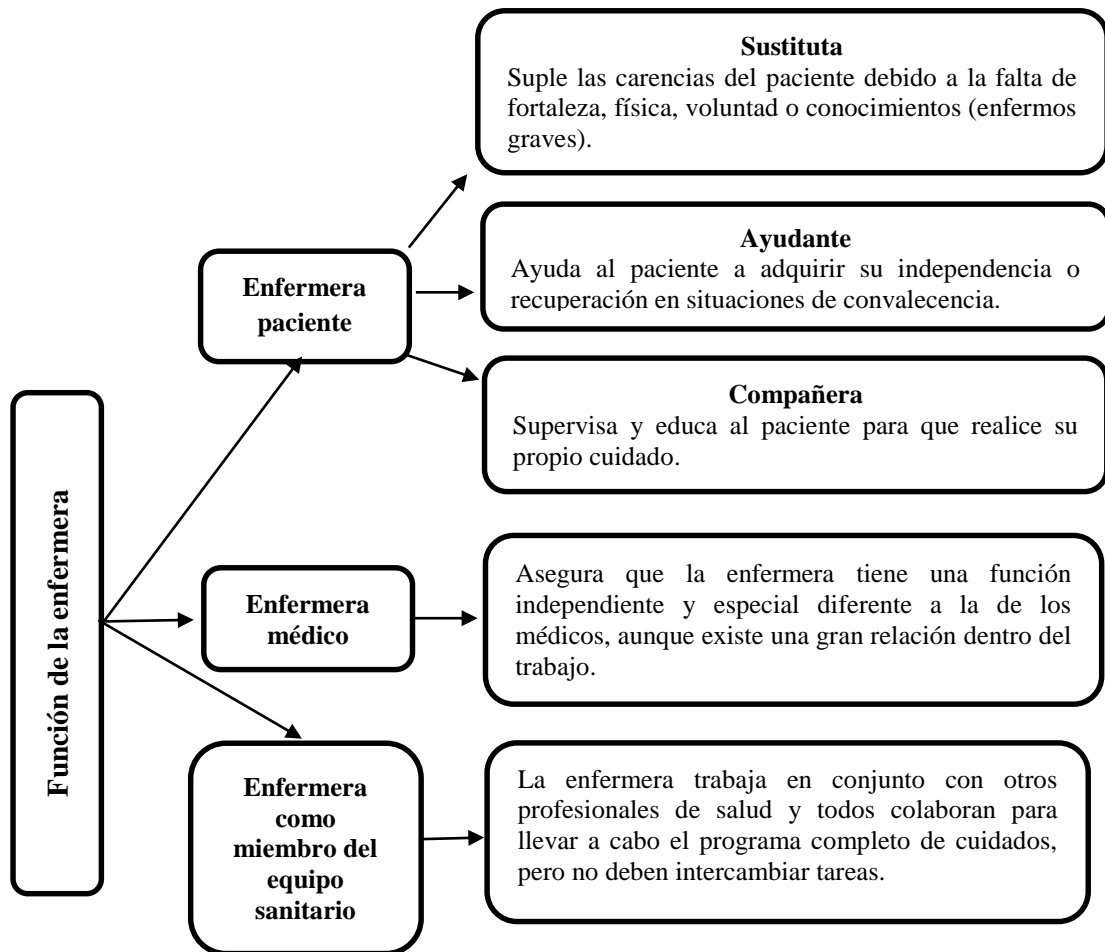 Función de la enfermera
Enfermera
paciente
Sustituta
Suple las carencias del paciente debido a la falta de
fortaleza, física, voluntad o conocimientos (enfermos
graves).
Ayudante
Ayuda al paciente a adquirir su independencia o
recuperación en situaciones de convalecencia.
Compañera
Supervisa y educa al paciente para que realice su
propio cuidado.
Enfermera
médico
Asegura que la enfermera tiene una función
independiente y especial diferente a la de los
médicos, aunque existe una gran relación dentro del
trabajo.
Enfermera
como
miembro del
equipo
sanitario
La enfermera trabaja en conjunto con otros
profesionales de salud y todos colaboran para
llevar a cabo el programa completo de cuidados,
pero no deben intercambiar tareas.